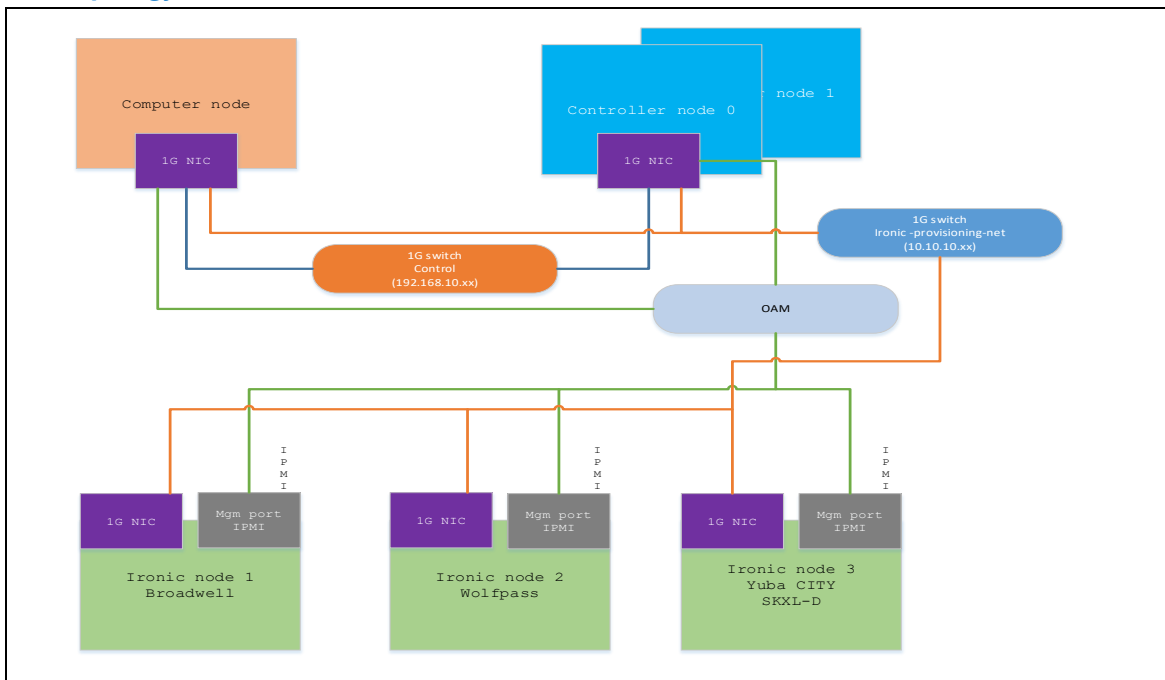 Computer node
Controller node 0
node 1
1G NIC
1G NIC
1G switch
Ironic -provisioning-net
(10.10.10.xx)
1G switch
Control
(192.168.10.xx)
OAM
I
P
M
I
I
P
M
I
I
P
M
I
1G NIC
Mgm port
IPMI
1G NIC
Mgm port
IPMI
1G NIC
Mgm port
IPMI
Ironic node 1
Broadwell
Ironic node 2
Wolfpass
Ironic node 3
Yuba CITY
SKXL-D